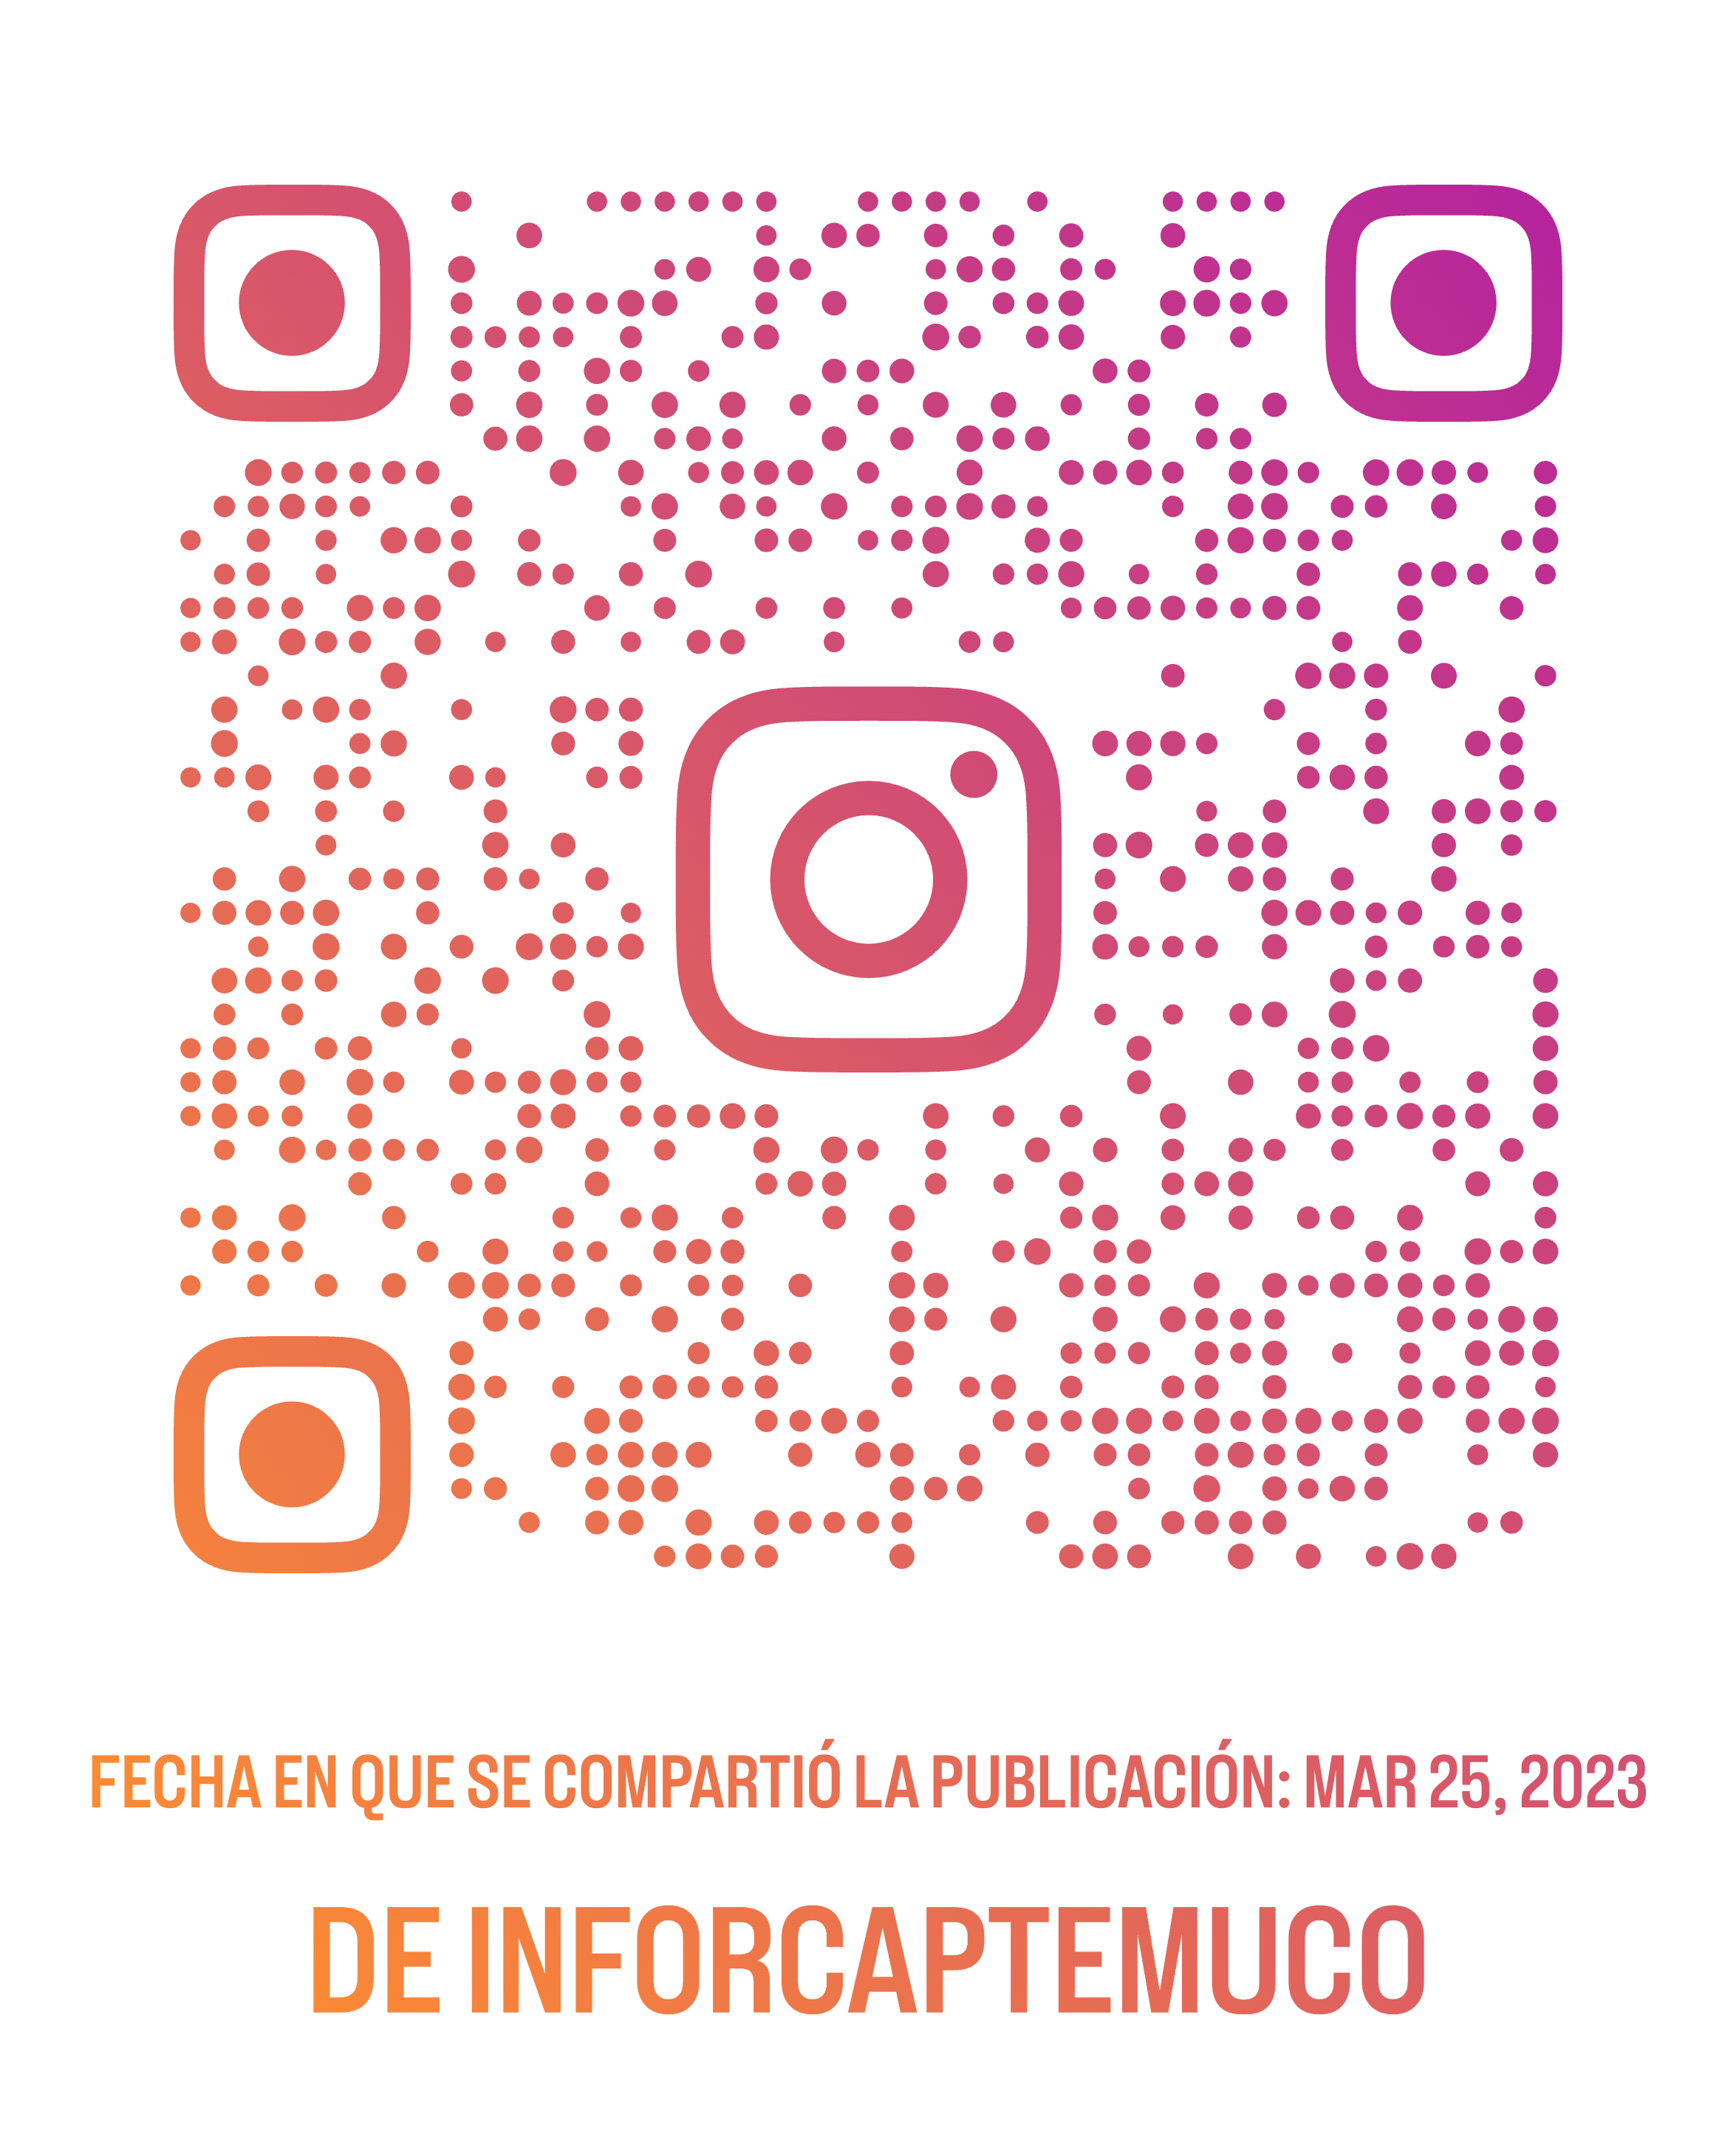 FECHA EN QUE SE COMPARTIÓ LA PUBLICACIÓN: MAR 25, 2023
DE INFORCAPTEMUCO